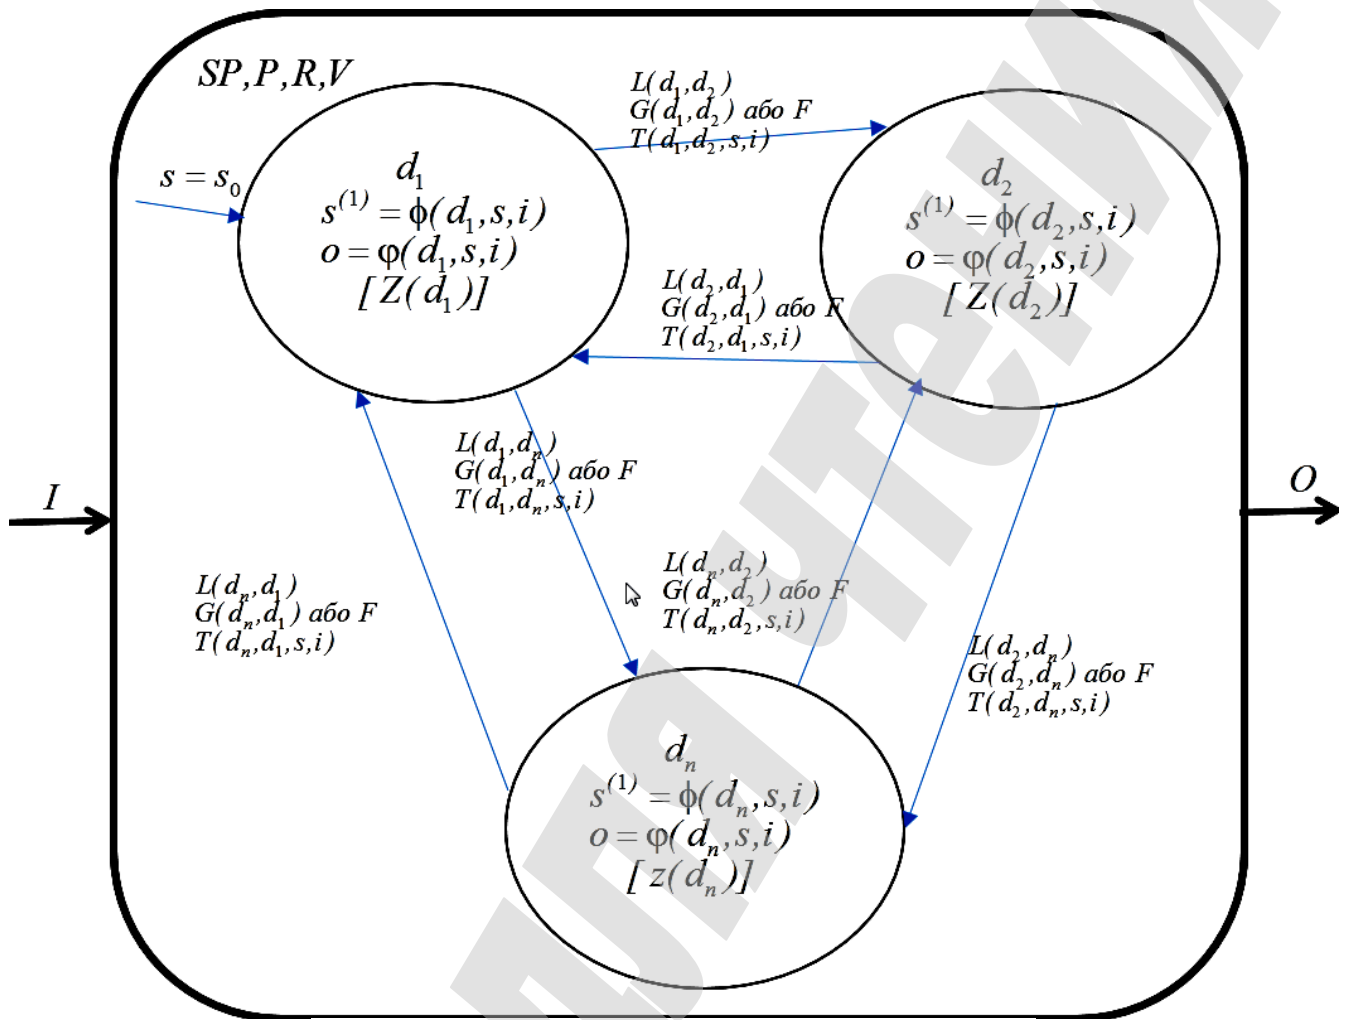 SP,P,R,V
s = s₀
d₁
s⁽¹⁾ = ϕ(d₁,s,i)
o = φ(d₁,s,i)
[Z(d₁)]
L(d₁,d₂)
G(d₁,d₂) або F
T(d₁,d₂,s,i)
d₂
s⁽¹⁾ = ϕ(d₂,s,i)
o = φ(d₂,s,i)
[Z(d₂)]
L(d₂,d₁)
G(d₂,d₁) або F
T(d₂,d₁,s,i)
L(d₁,dₙ)
G(d₁,dₙ) або F
T(d₁,dₙ,s,i)
I
O
L(dₙ,d₁)
G(dₙ,d₁) або F
T(dₙ,d₁,s,i)
L(dₙ,d₂)
G(dₙ,d₂) або F
T(dₙ,d₂,s,i)
L(d₂,dₙ)
G(d₂,dₙ) або F
T(d₂,dₙ,s,i)
dₙ
s⁽¹⁾ = ϕ(dₙ,s,i)
o = φ(dₙ,s,i)
[z(dₙ)]
для чтения